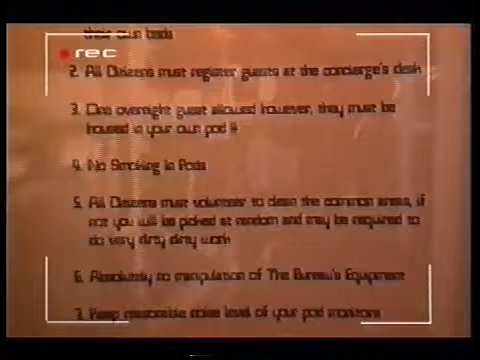 their own beds
rec
2. All Citizens must register guests at the concierge's desk
3. One overnight guest allowed however, they must be
housed in your own pod !!
4. No Smoking In Pods
5. All Citizens must volunteer to clean the common areas, if
not you will be picked at random and may be required to
do very dirty dirty work
6. Absolutely no manipulation of The Bureau's Equipment
7. Keep reasonable noise level of your pod monitors